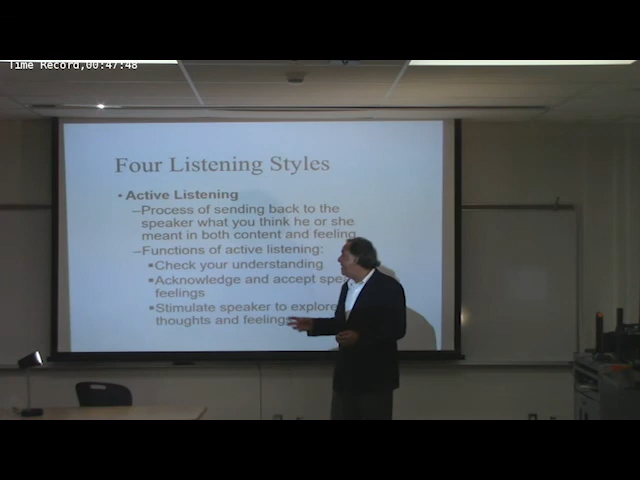 Time Record,00:47:48
Four Listening Styles
• Active Listening
–Process of sending back to the
speaker what you think he or she
meant in both content and feeling
–Functions of active listening:
▪Check your understanding
▪Acknowledge and accept
feelings
▪Stimulate speaker to explore
thoughts and feelings